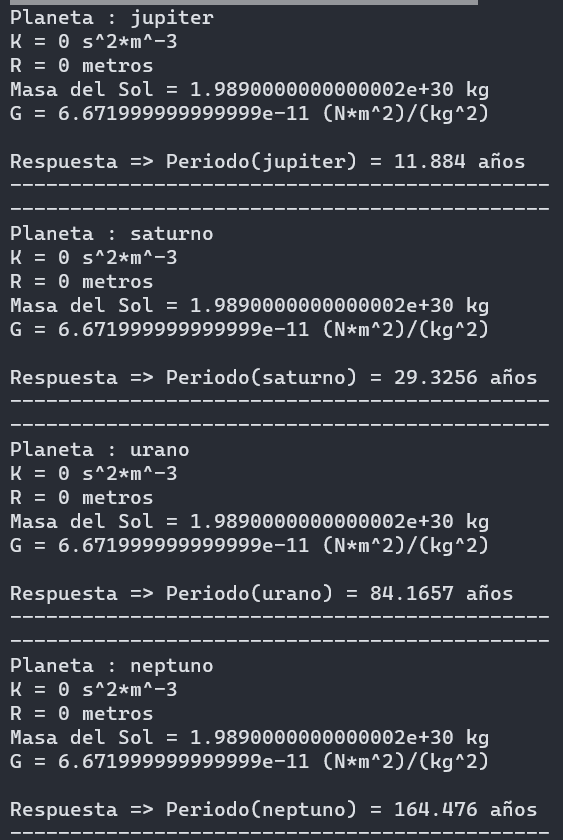 Planeta : jupiter
K = 0 s^2*m^-3
R = 0 metros
Masa del Sol = 1.9890000000000002e+30 kg
G = 6.671999999999999e-11 (N*m^2)/(kg^2)
Respuesta => Periodo(jupiter) = 11.884 años
---------------------------------------------
---------------------------------------------
Planeta : saturno
K = 0 s^2*m^-3
R = 0 metros
Masa del Sol = 1.9890000000000002e+30 kg
G = 6.671999999999999e-11 (N*m^2)/(kg^2)
Respuesta => Periodo(saturno) = 29.3256 años
---------------------------------------------
---------------------------------------------
Planeta : urano
K = 0 s^2*m^-3
R = 0 metros
Masa del Sol = 1.9890000000000002e+30 kg
G = 6.671999999999999e-11 (N*m^2)/(kg^2)
Respuesta => Periodo(urano) = 84.1657 años
---------------------------------------------
---------------------------------------------
Planeta : neptuno
K = 0 s^2*m^-3
R = 0 metros
Masa del Sol = 1.9890000000000002e+30 kg
G = 6.671999999999999e-11 (N*m^2)/(kg^2)
Respuesta => Periodo(neptuno) = 164.476 años
---------------------------------------------